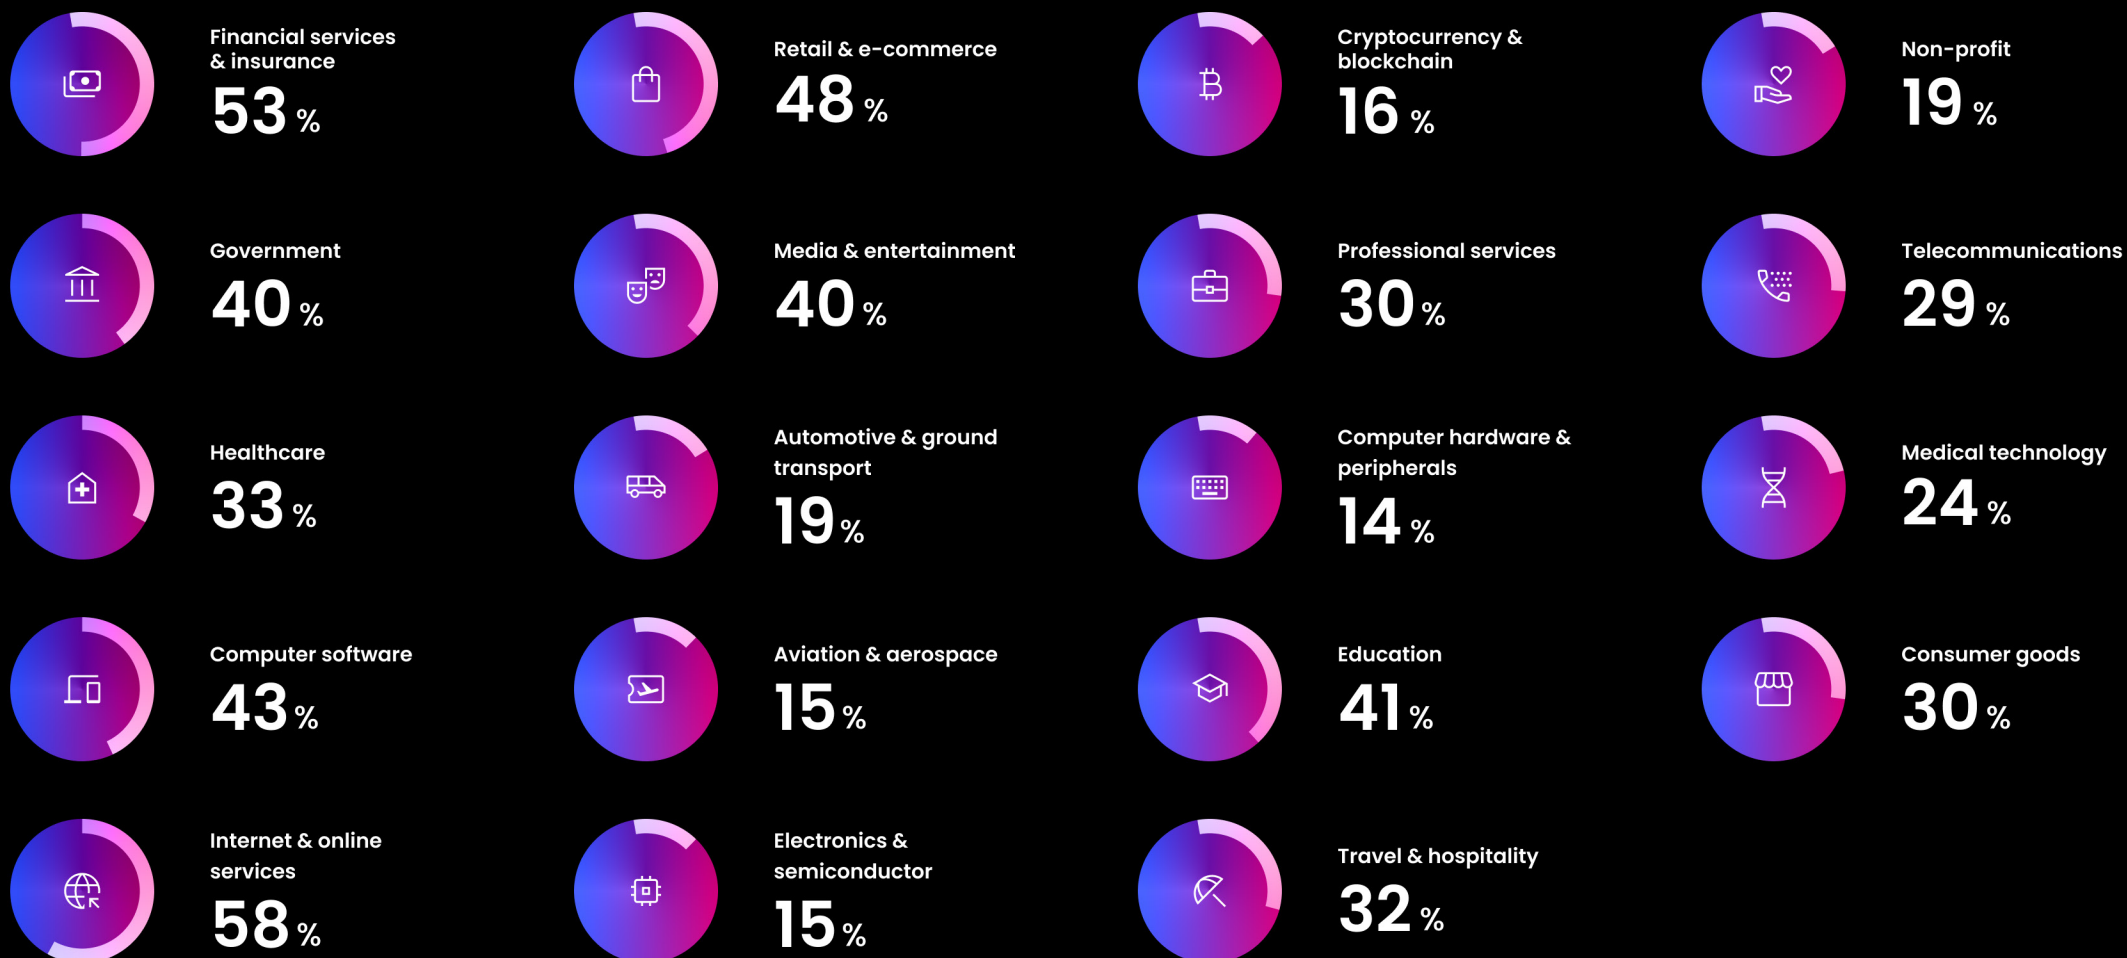 Financial services
& insurance
53 %
Retail & e-commerce
48 %
Cryptocurrency &
blockchain
16 %
Non-profit
19 %
Government
40 %
Media & entertainment
40 %
Professional services
30 %
Telecommunications
29 %
Healthcare
33 %
Automotive & ground
transport
19 %
Computer hardware &
peripherals
14 %
Medical technology
24 %
Computer software
43 %
Aviation & aerospace
15 %
Education
41 %
Consumer goods
30 %
Internet & online
services
58 %
Electronics &
semiconductor
15 %
Travel & hospitality
32 %